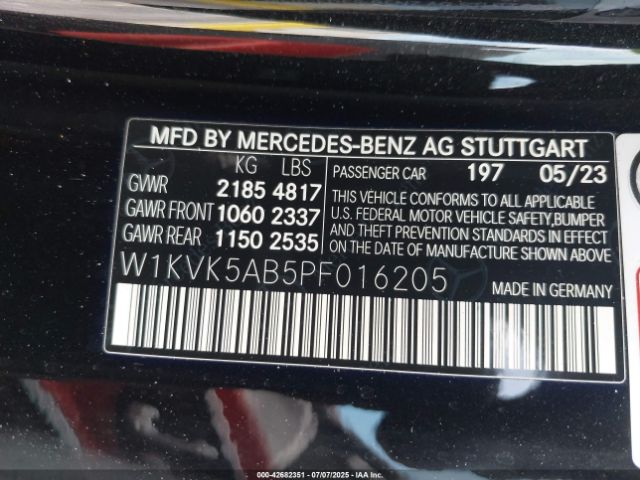 MFD BY MERCEDES-BENZ AG STUTTGART
KG LBS
GVWR 2185 4817
GAWR FRONT 1060 2337
GAWR REAR 1150 2535
PASSENGER CAR 197 05/23
THIS VEHICLE CONFORMS TO ALL APPLICABLE
U.S. FEDERAL MOTOR VEHICLE SAFETY, BUMPER
AND THEFT PREVENTION STANDARDS IN EFFECT
ON THE DATE OF MANUFACTURE SHOWN ABOVE
W1KVK5AB5PF016205
MADE IN GERMANY
000-42682351 - 07/07/2025 - IAA Inc.